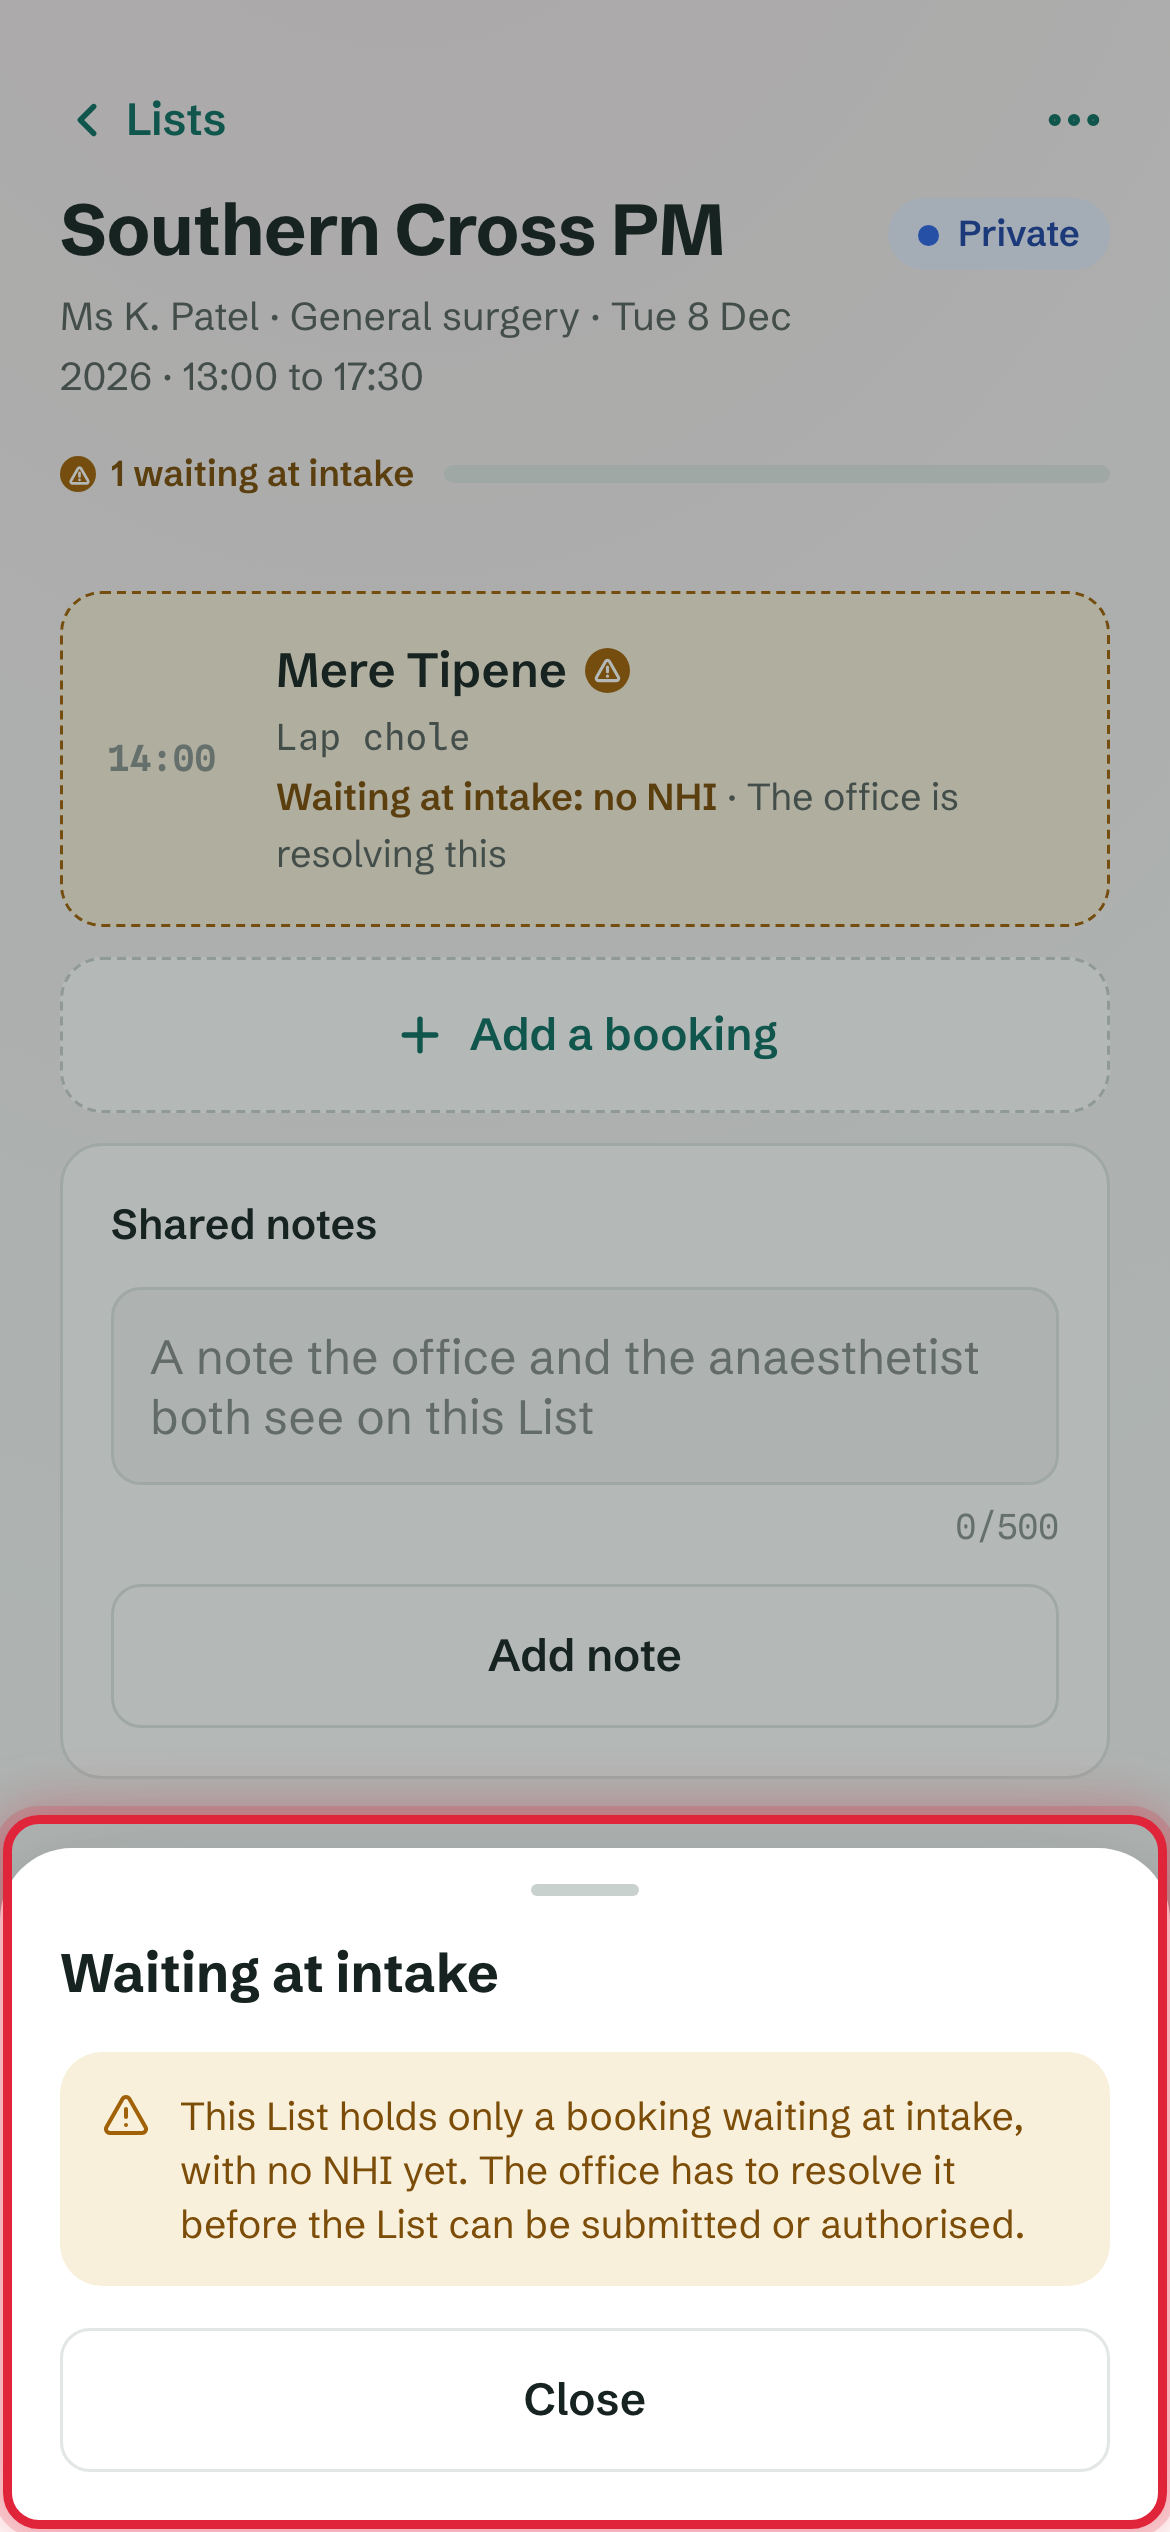 Lists
Southern Cross PM
Private
Ms K. Patel · General surgery · Tue 8 Dec
2026 · 13:00 to 17:30
1 waiting at intake
Mere Tipene
Lap chole
14:00
Waiting at intake: no NHI · The office is
resolving this
Add a booking
Shared notes
A note the office and the anaesthetist
both see on this List
0/500
Add note
Waiting at intake
This List holds only a booking waiting at intake,
with no NHI yet. The office has to resolve it
before the List can be submitted or authorised.
Close